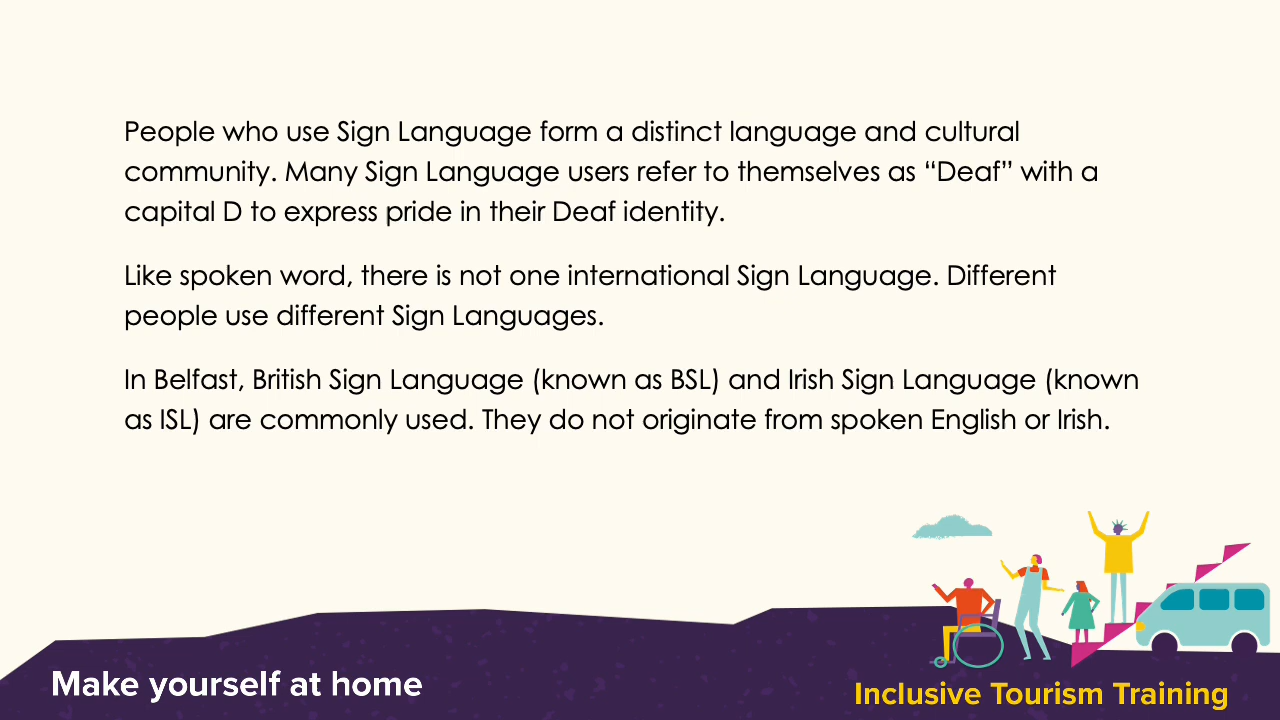 People who use Sign Language form a distinct language and cultural
community. Many Sign Language users refer to themselves as “Deaf” with a
capital D to express pride in their Deaf identity.
Like spoken word, there is not one international Sign Language. Different
people use different Sign Languages.
In Belfast, British Sign Language (known as BSL) and Irish Sign Language (known
as ISL) are commonly used. They do not originate from spoken English or Irish.
Make yourself at home
Inclusive Tourism Training